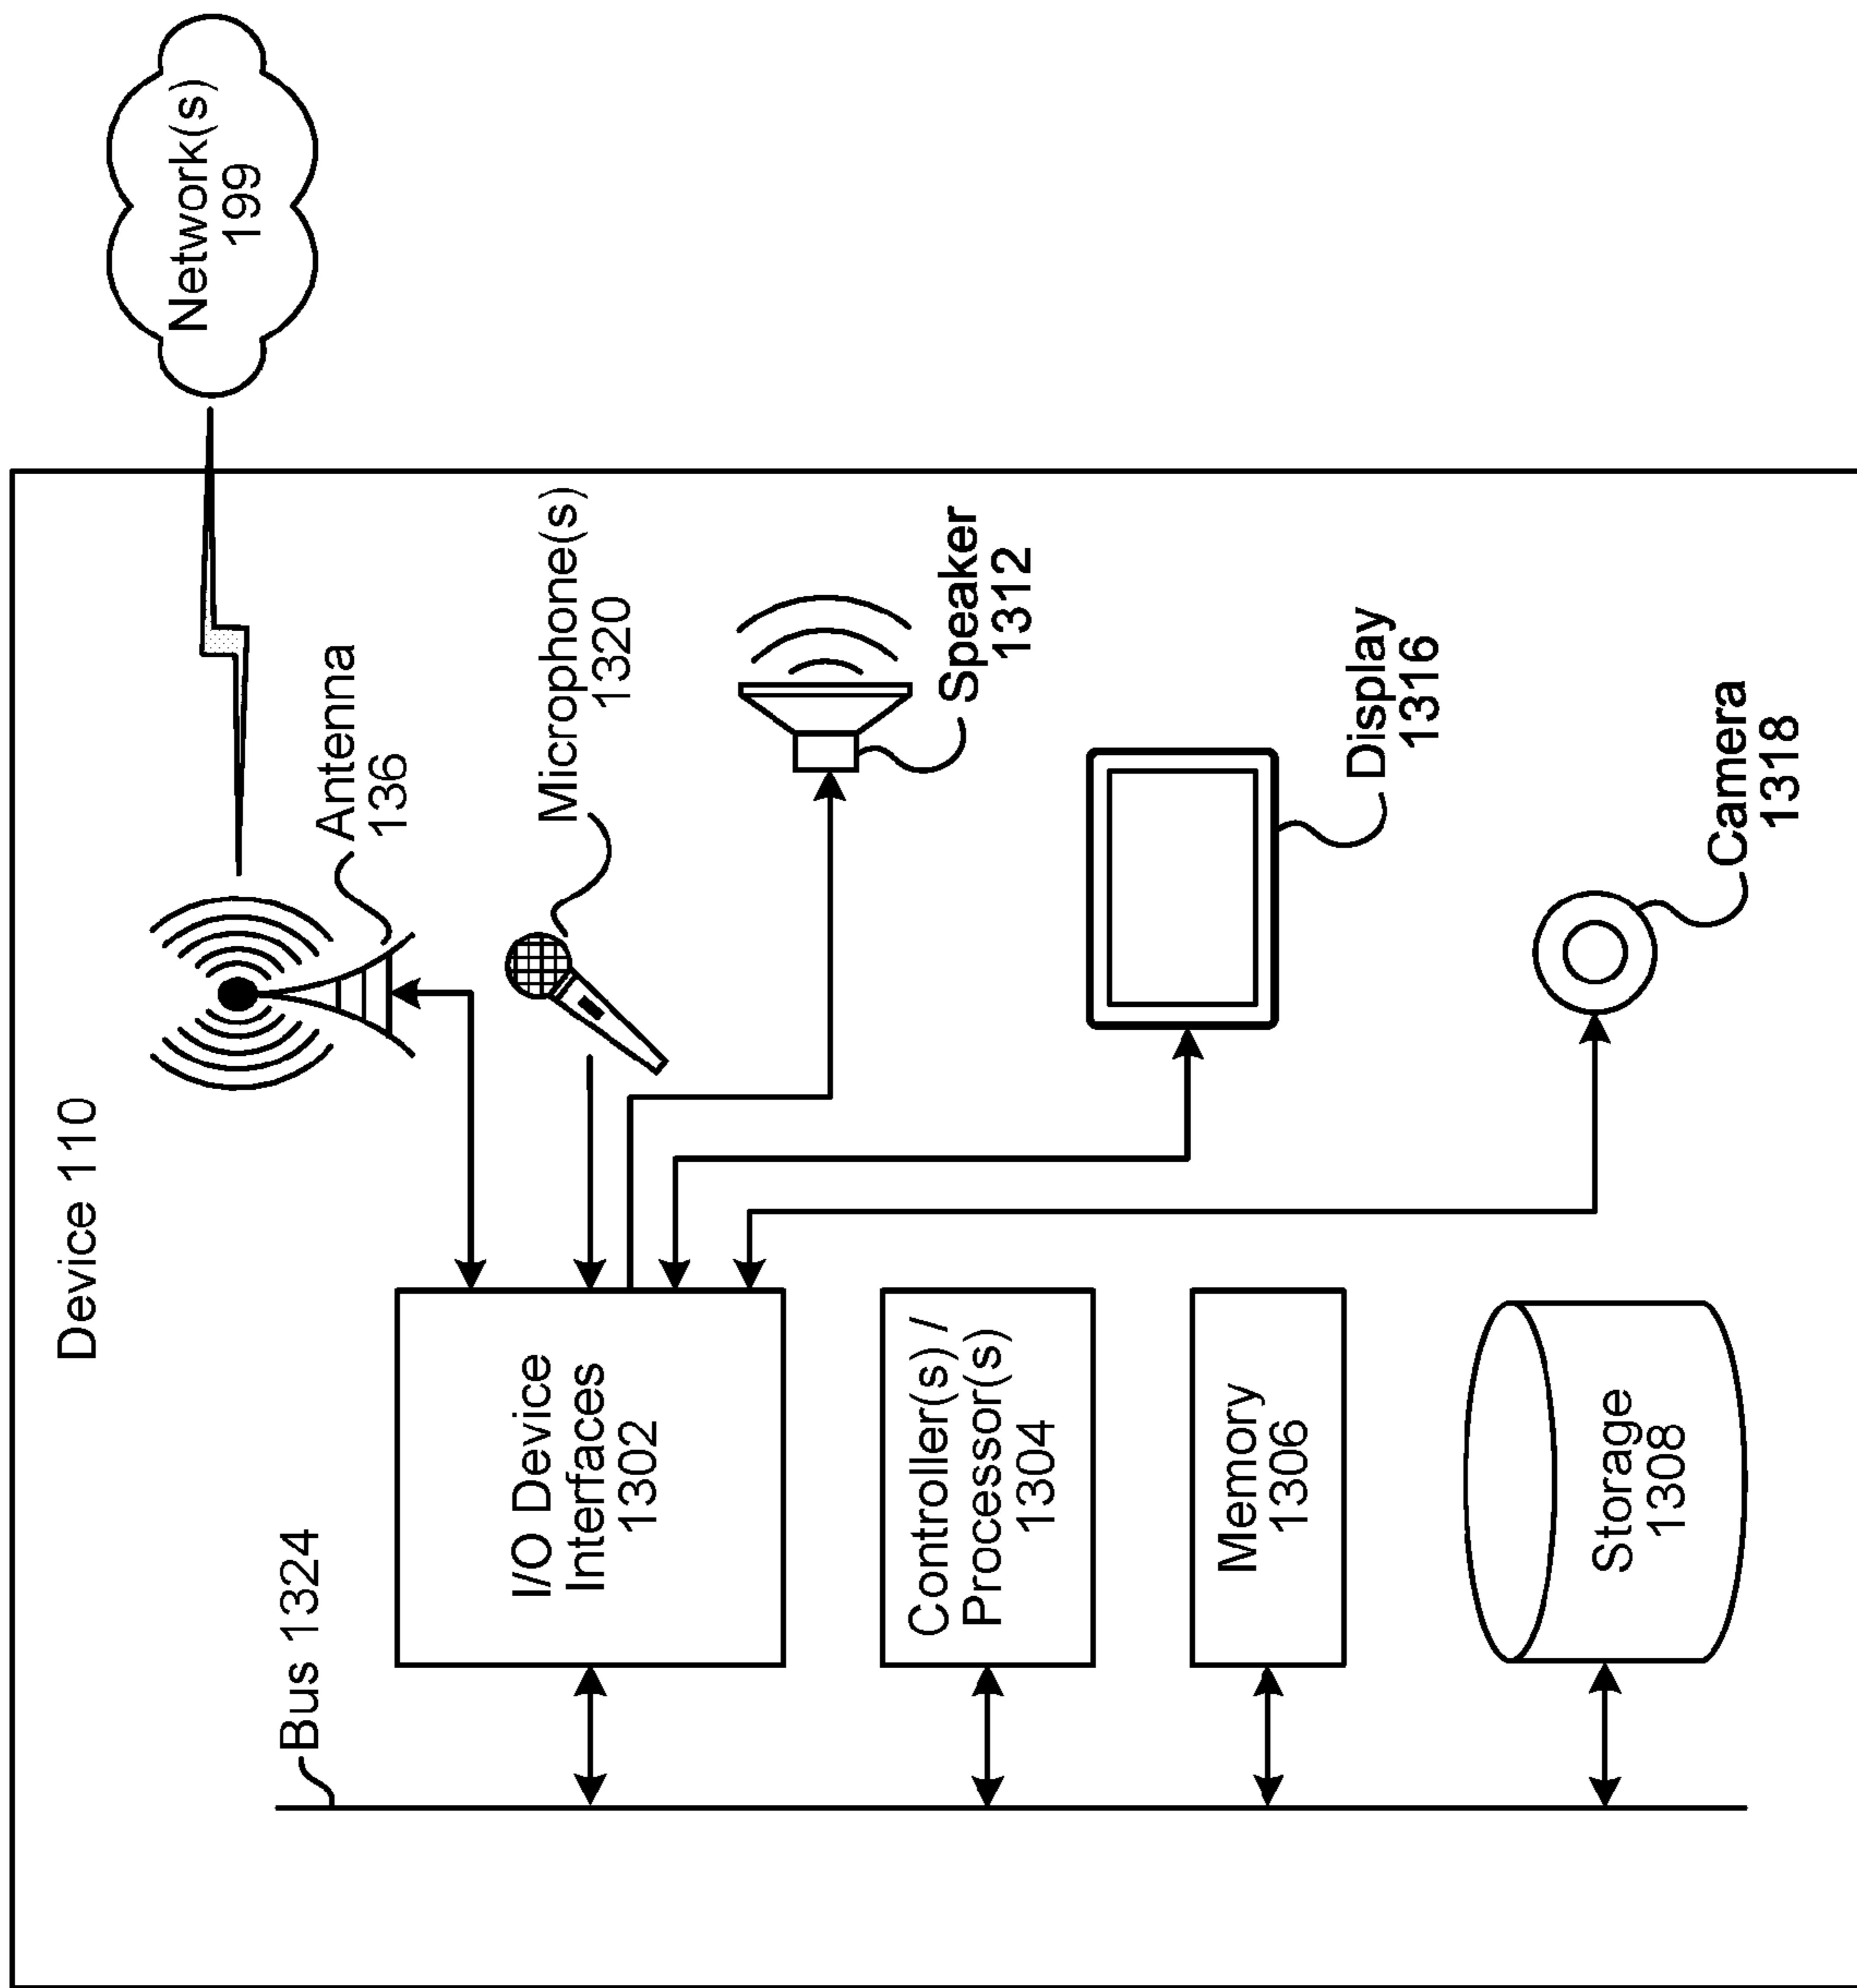 Device 110
Network(s)
199
Bus 1324
Antenna
136
I/O Device
Interfaces
1302
Microphone(s)
1320
Controller(s) /
Processor(s)
1304
Speaker
1312
Memory
1306
Display
1316
Storage
1308
Camera
1318